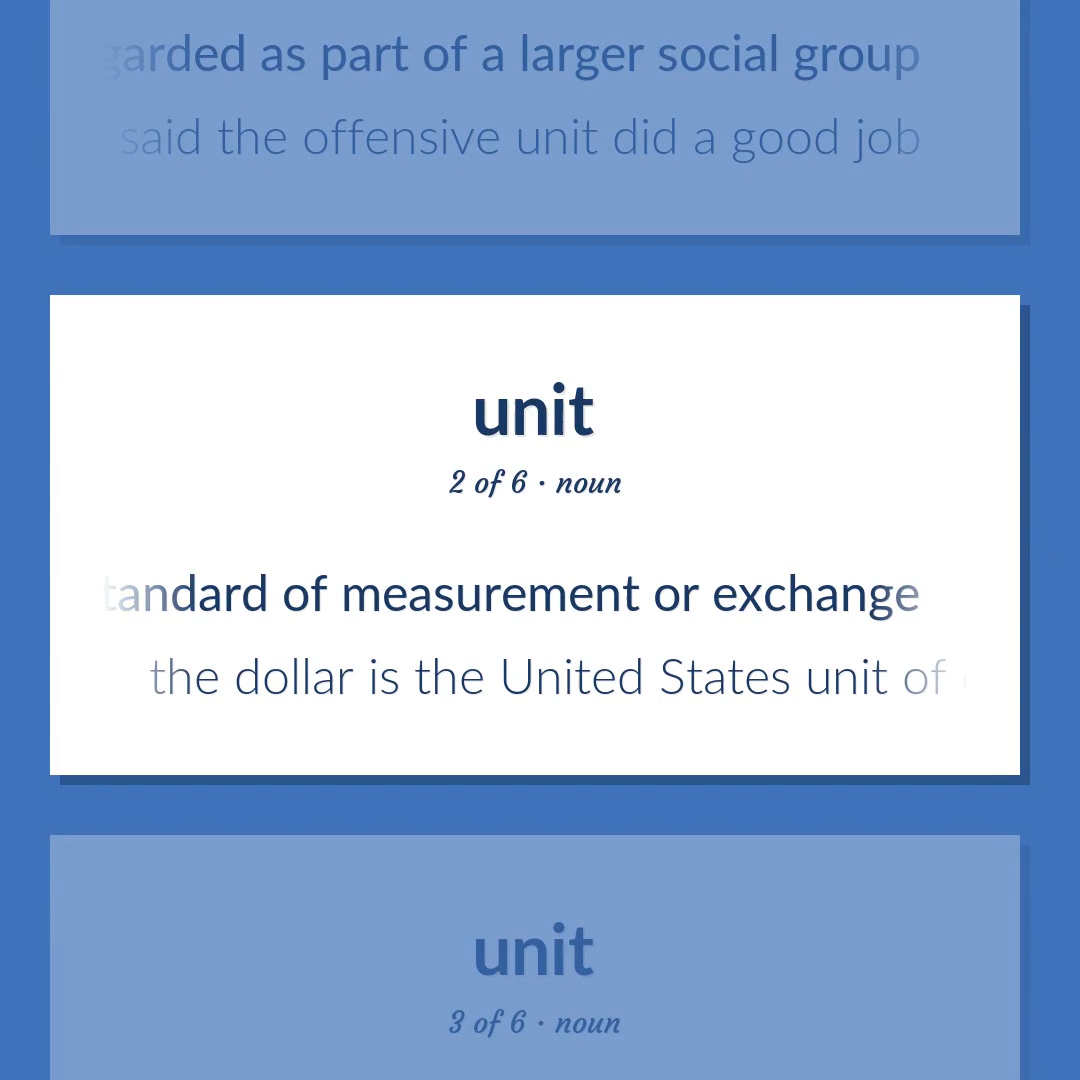 garded as part of a larger social group
said the offensive unit did a good job
unit
2 of 6 · noun
tandard of measurement or exchange
the dollar is the United States unit of
unit
3 of 6 · noun